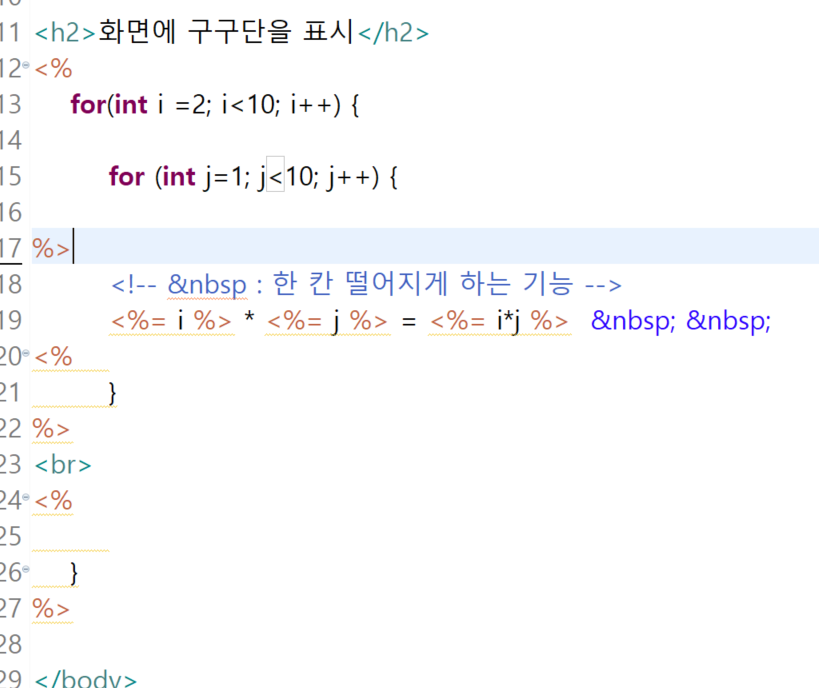 11 <h2>화면에 구구단을 표시</h2>
12 <%
13 for(int i =2; i<10; i++) {
14
15 for (int j=1; j<10; j++) {
16
17 %>
18 <!-- &nbsp : 한 칸 떨어지게 하는 기능 -->
19 <%= i %> * <%= j %> = <%= i*j %> &nbsp; &nbsp;
20 <%
21 }
22 %>
23 <br>
24 <%
25
26 }
27 %>
28
29 </body>